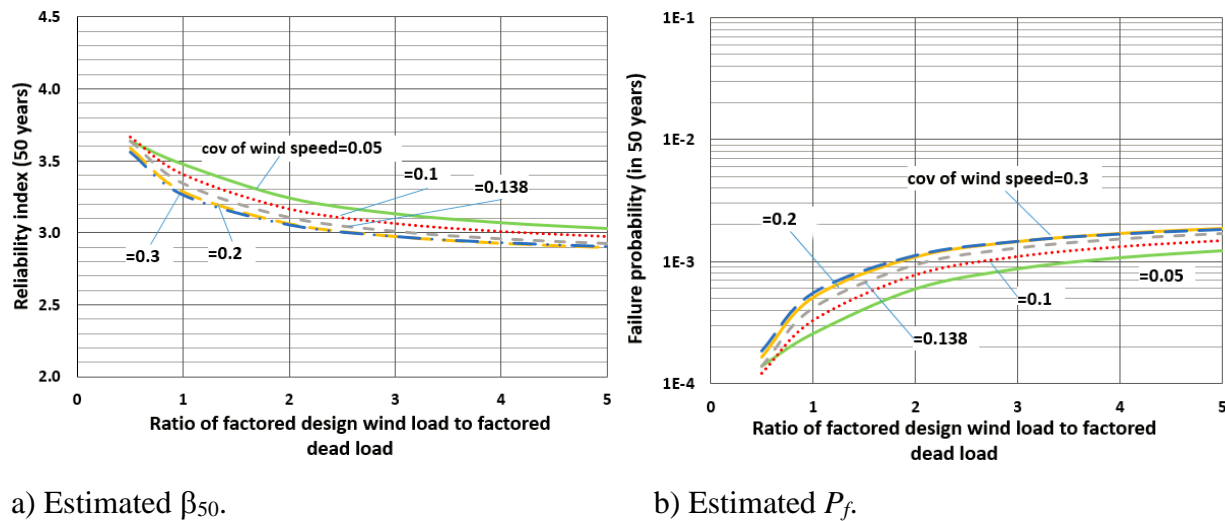 4.5
4.0
3.5
3.0
2.5
2.0
Reliability index (50 years)
cov of wind speed=0.05
=0.1
=0.138
=0.3
=0.2
0 1 2 3 4 5
Ratio of factored design wind load to factored
dead load
a) Estimated β50.
1E-1
1E-2
1E-3
1E-4
Failure probability (in 50 years)
cov of wind speed=0.3
=0.2
=0.05
=0.1
=0.138
0 1 2 3 4 5
Ratio of factored design wind load to factored
dead load
b) Estimated Pf.